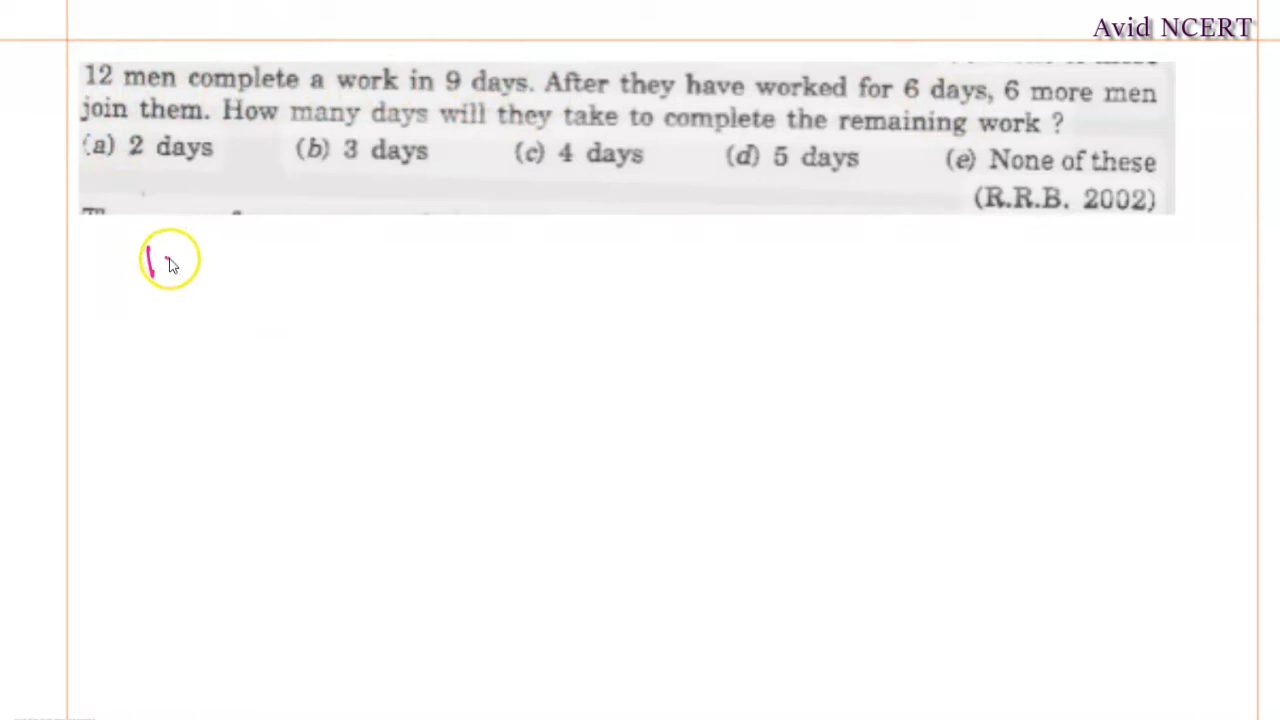 Avid NCERT
12 men complete a work in 9 days. After they have worked for 6 days, 6 more men
join them. How many days will they take to complete the remaining work ?
(a) 2 days (b) 3 days (c) 4 days (d) 5 days (e) None of these
(R.R.B. 2002)